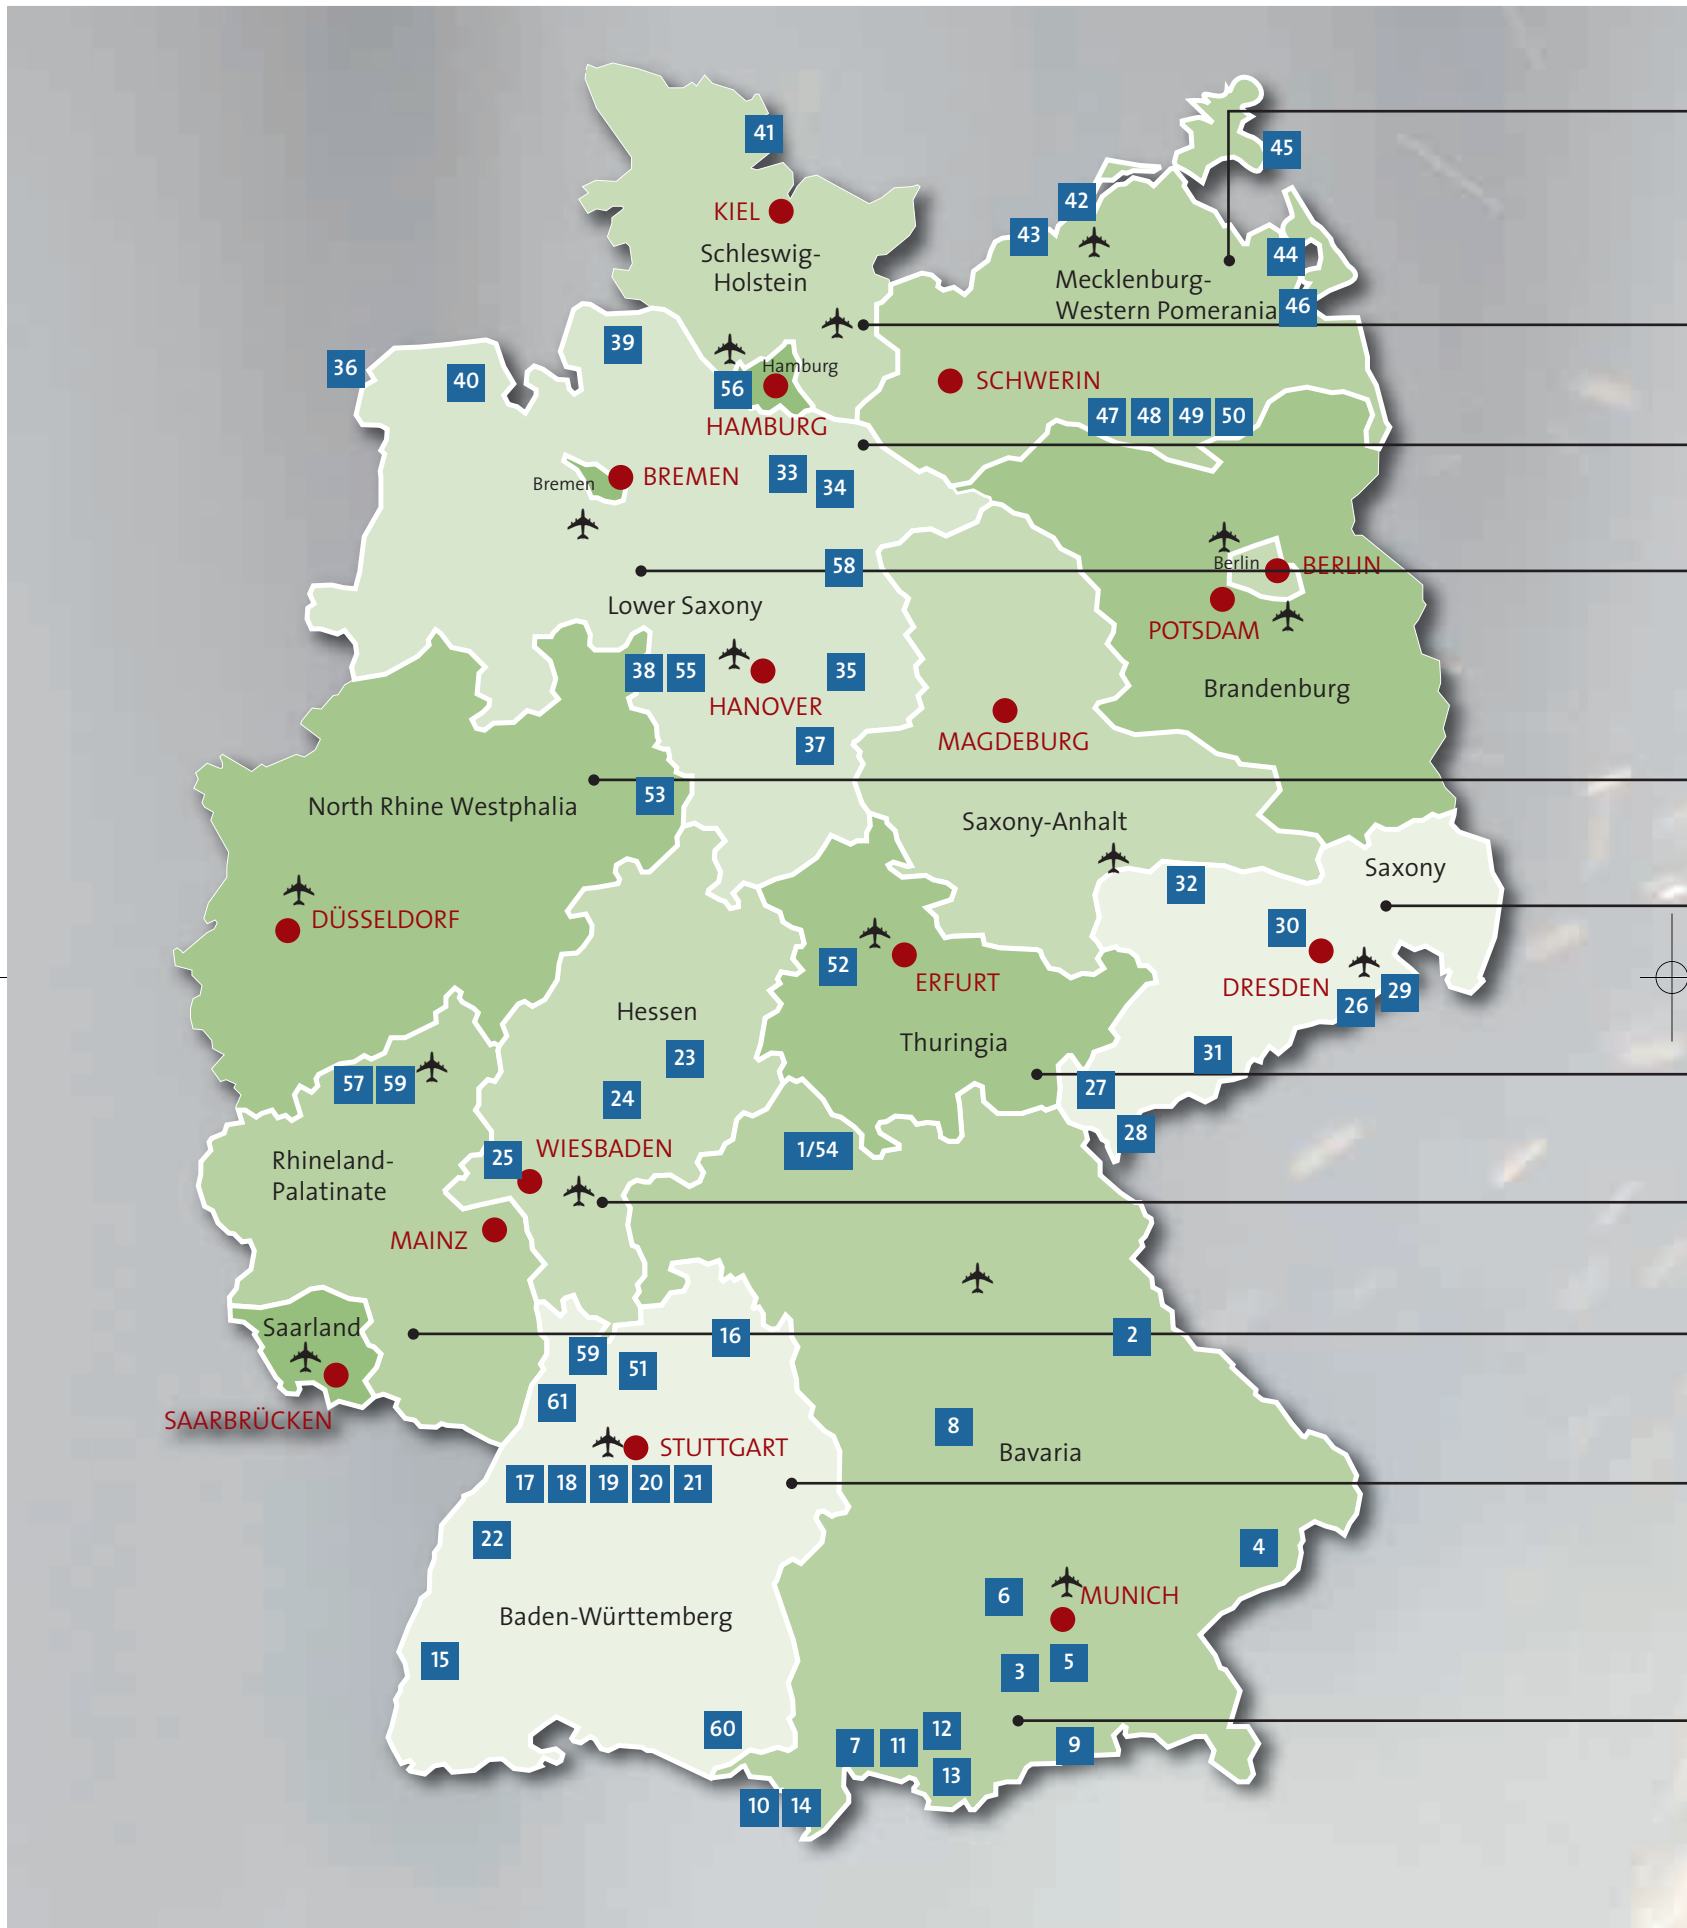 41
45
42
KIEL
43
Schleswig-
Holstein
44
Mecklenburg-
Western Pomerania
46
39
36
40
Hamburg
56
SCHWERIN
HAMBURG
47 48 49 50
Bremen
BREMEN
33
34
58
Berlin
BERLIN
Lower Saxony
POTSDAM
38 55
35
HANOVER
Brandenburg
37
MAGDEBURG
53
North Rhine Westphalia
Saxony-Anhalt
Saxony
32
DÜSSELDORF
30
52
ERFURT
DRESDEN
29
26
Hessen
Thuringia
23
31
57 59
27
24
28
1/54
WIESBADEN
25
Rhineland-
Palatinate
MAINZ
Saarland
16
2
59
51
61
SAARBRÜCKEN
8
STUTTGART
Bavaria
17 18 19 20 21
22
4
6
MUNICH
Baden-Württemberg
15
5
3
60
12
7 11
9
13
10 14